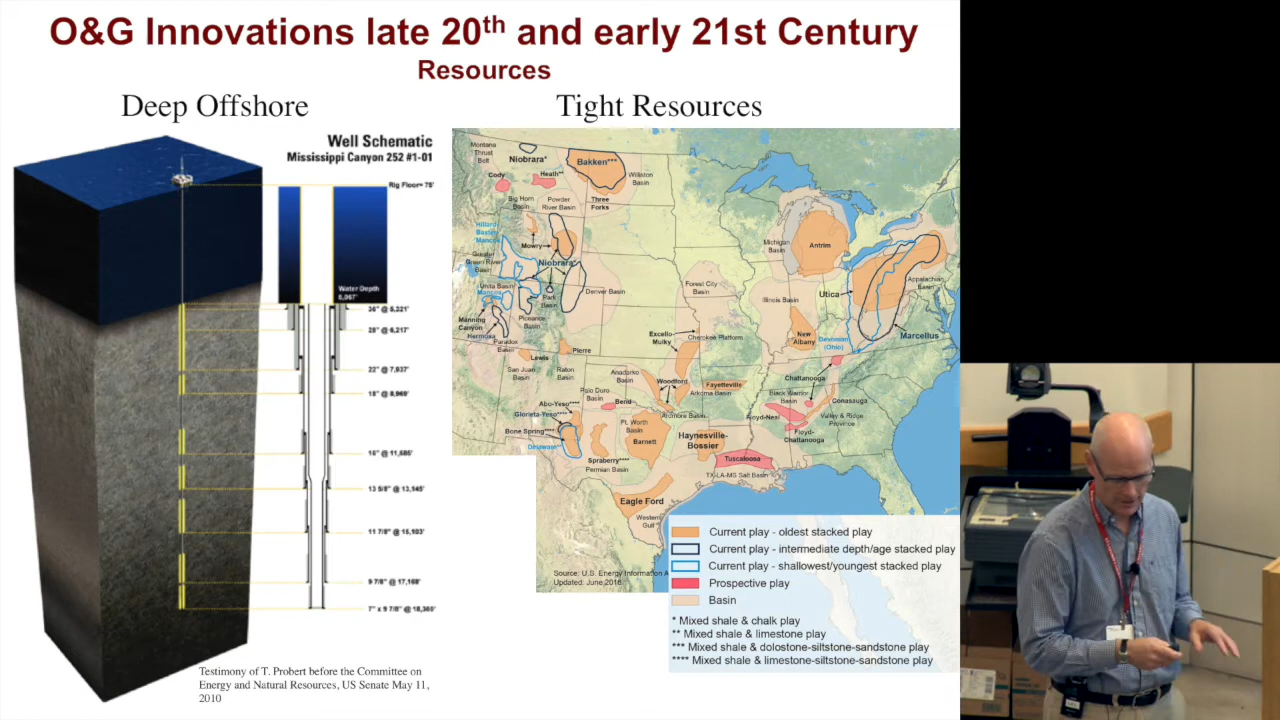 O&G Innovations late 20th and early 21st Century
Resources
Deep Offshore
Tight Resources
Well Schematic
Mississippi Canyon 252 #1-01
Rig Floor= 75'
Water Depth
5,067'
36" @ 5,321'
28" @ 6,217'
22" @ 7,937'
18" @ 8,969'
16" @ 11,585'
13 5/8" @ 13,145'
11 7/8" @ 15,103'
9 7/8" @ 17,168'
7" x 9 7/8" @ 18,360'
Testimony of T. Probert before the Committee on
Energy and Natural Resources, US Senate May 11,
2010
Montana
Thrust
Belt
Niobrara*
Bakken***
Cody
Heath**
Williston
Basin
Big Horn
Basin
Powder
River Basin
Three
Forks
Hilliard-
Baxter-
Mancos
Mowry
Michigan
Basin
Antrim
Greater
Green River
Basin
Niobrara*
Appalachian
Basin
Uinta Basin
Mancos
Park
Basin
Denver Basin
Forest City
Basin
Illinois Basin
Utica
Manning
Canyon
Piceance
Basin
Hermosa
Paradox
Basin
Excello-
Mulky
Cherokee Platform
New
Albany
Devonian
(Ohio)
Marcellus
Lewis
Pierre
San Juan
Basin
Raton
Basin
Anadarko
Basin
Woodford
Fayetteville
Chattanooga
Palo Duro
Basin
Bend
Arkoma Basin
Black Warrior
Basin
Conasauga
Abo-Yeso****
Glorieta-Yeso****
Ardmore Basin
Floyd-Neal
Valley & Ridge
Province
Bone Spring****
Ft. Worth
Basin
Barnett
Haynesville-
Bossier
Floyd-
Chattanooga
Delaware
Spraberry****
Permian Basin
Tuscaloosa
TX-LA-MS Salt Basin
Eagle Ford
Western
Gulf
Source: U.S. Energy Information A
Updated: June 2016.
Current play - oldest stacked play
Current play - intermediate depth/age stacked play
Current play - shallowest/youngest stacked play
Prospective play
Basin
* Mixed shale & chalk play
** Mixed shale & limestone play
*** Mixed shale & dolostone-siltstone-sandstone play
**** Mixed shale & limestone-siltstone-sandstone play